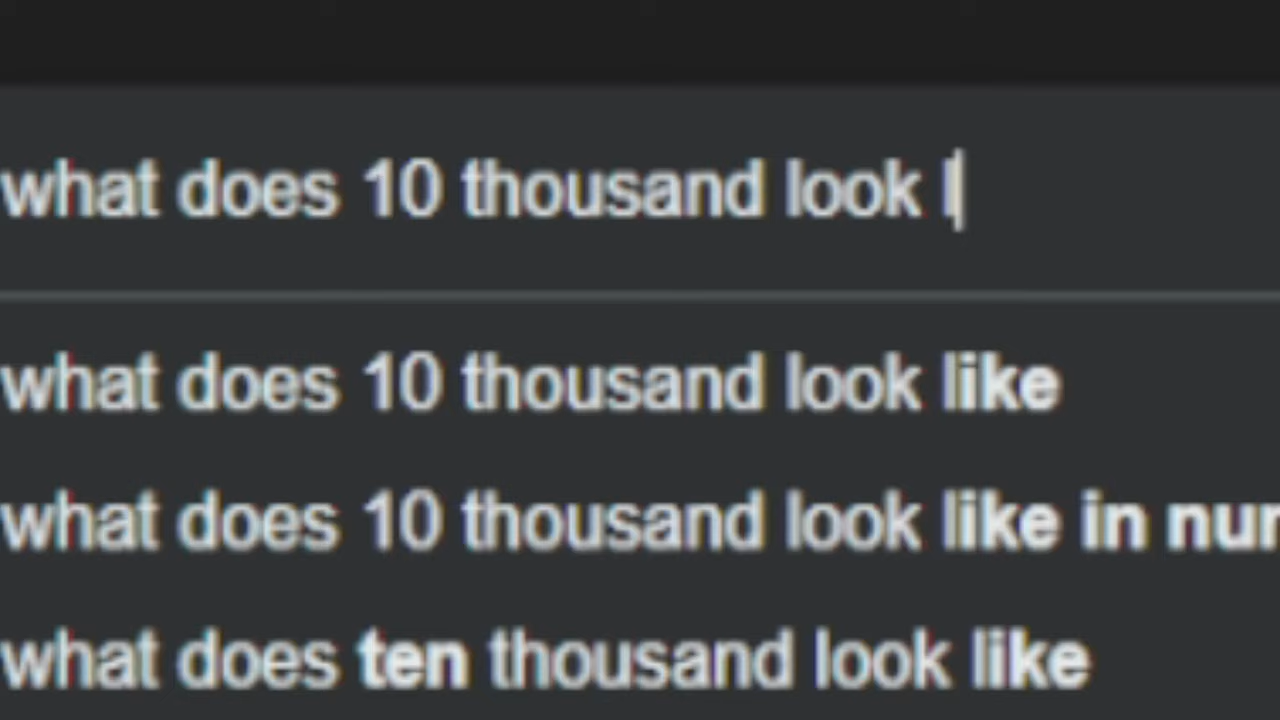 what does 10 thousand look l
what does 10 thousand look like
what does 10 thousand look like in
what does ten thousand look like